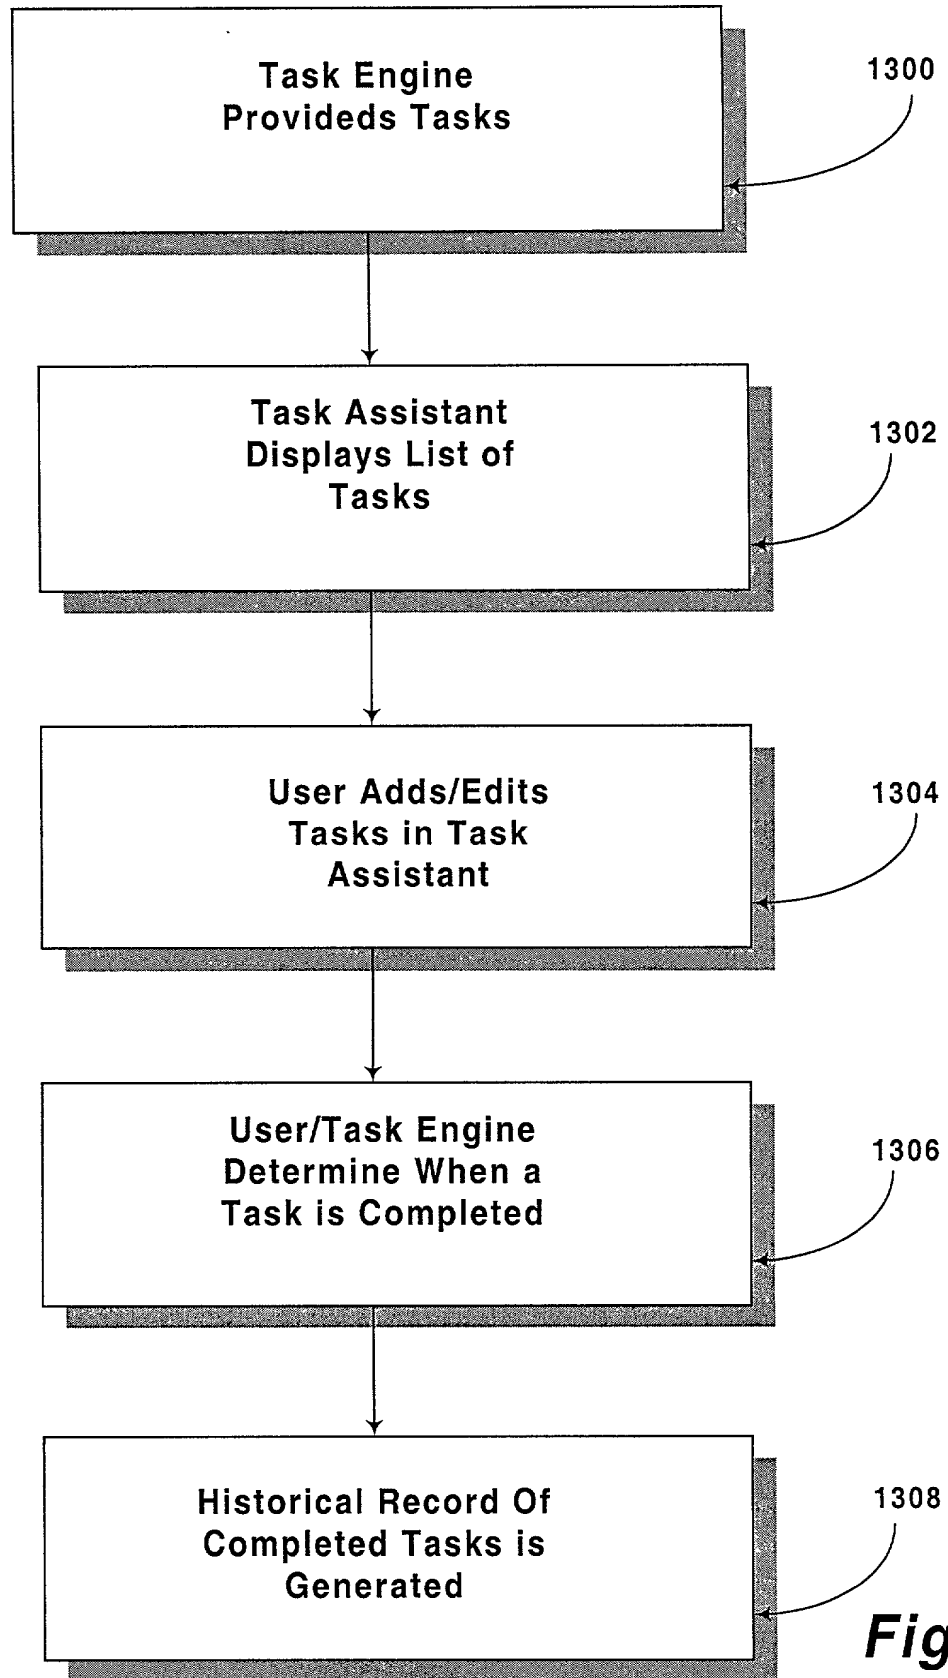 Task Engine
Provideds Tasks
1300
Task Assistant
Displays List of
Tasks
1302
User Adds/Edits
Tasks in Task
Assistant
1304
User/Task Engine
Determine When a
Task is Completed
1306
Historical Record Of
Completed Tasks is
Generated
1308
Fig